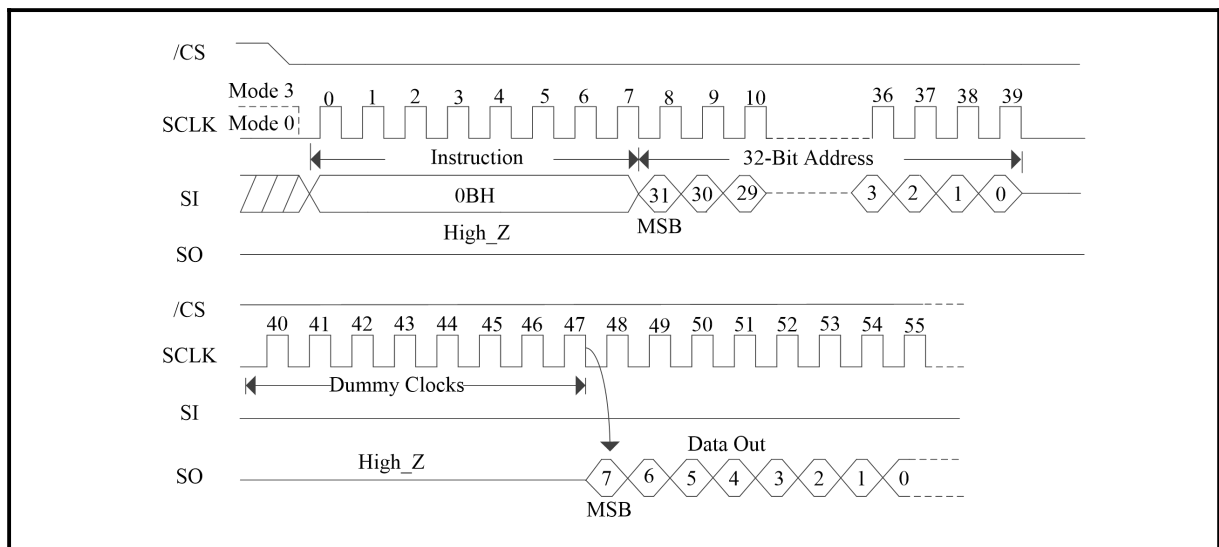 /CS
Mode 3
0 1 2 3 4 5 6 7 8 9 10 36 37 38 39
SCLK
Mode 0
Instruction
32-Bit Address
SI
0BH
31 30 29 3 2 1 0
High_Z
MSB
SO
/CS
40 41 42 43 44 45 46 47 48 49 50 51 52 53 54 55
SCLK
Dummy Clocks
SI
Data Out
High_Z
SO
7 6 5 4 3 2 1 0
MSB